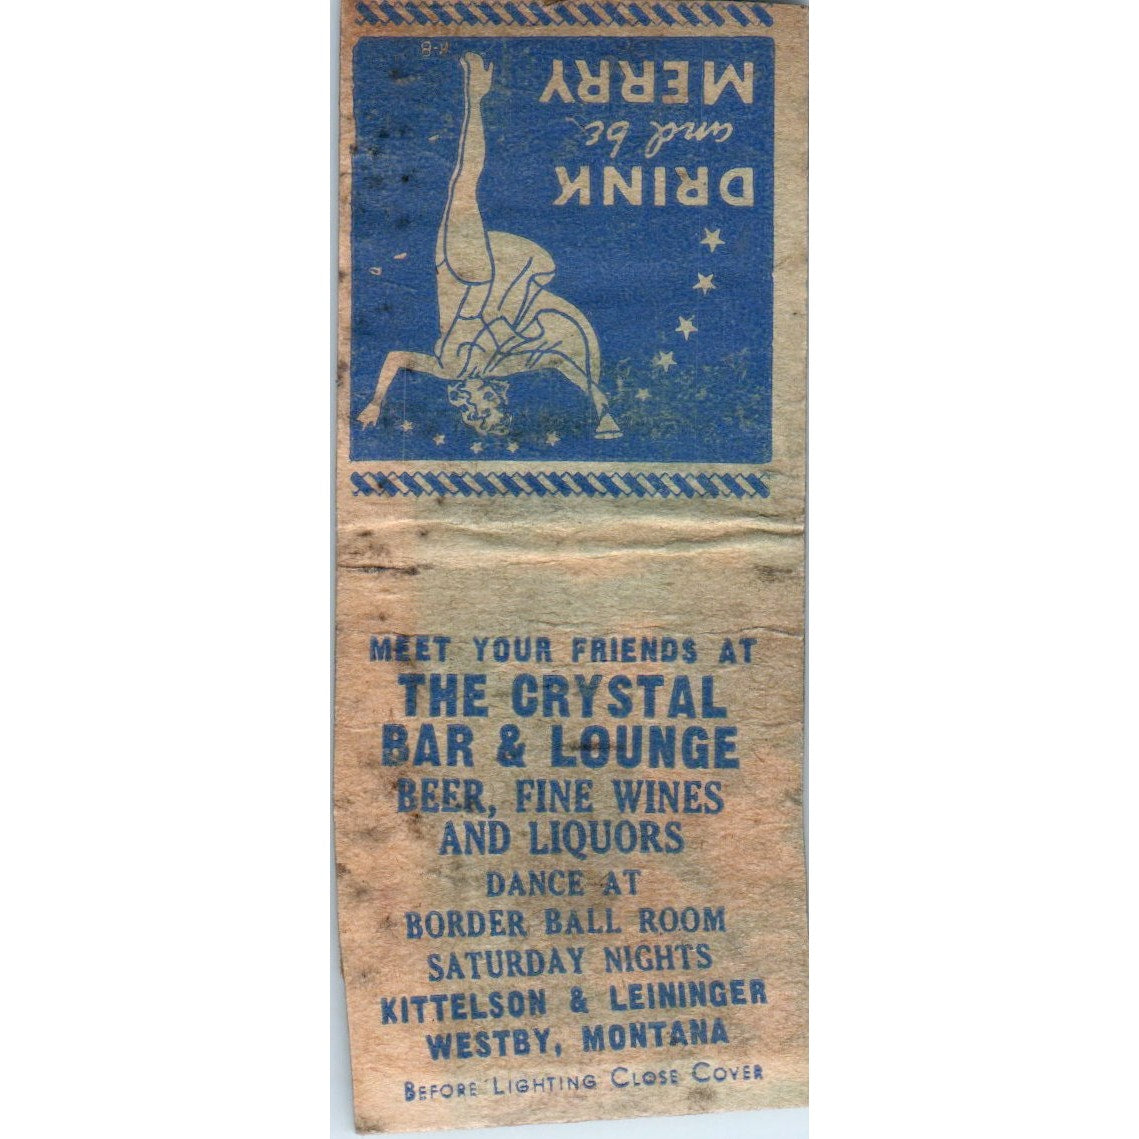 DRINK
and be
MERRY
MEET YOUR FRIENDS AT
THE CRYSTAL
BAR & LOUNGE
BEER, FINE WINES
AND LIQUORS
DANCE AT
BORDER BALL ROOM
SATURDAY NIGHTS
KITTELSON & LEININGER
WESTBY, MONTANA
BEFORE LIGHTING CLOSE COVER